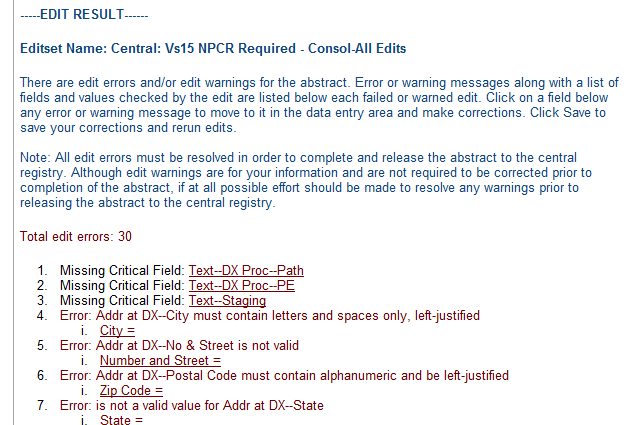 -----EDIT RESULT------
Editset Name: Central: Vs15 NPCR Required - Consol-All Edits
There are edit errors and/or edit warnings for the abstract. Error or warning messages along with a list of
fields and values checked by the edit are listed below each failed or warned edit. Click on a field below
any error or warning message to move to it in the data entry area and make corrections. Click Save to
save your corrections and rerun edits.
Note: All edit errors must be resolved in order to complete and release the abstract to the central
registry. Although edit warnings are for your information and are not required to be corrected prior to
completion of the abstract, if at all possible effort should be made to resolve any warnings prior to
releasing the abstract to the central registry.
Total edit errors: 30
1. Missing Critical Field: Text--DX Proc--Path
2. Missing Critical Field: Text--DX Proc--PE
3. Missing Critical Field: Text--Staging
4. Error: Addr at DX--City must contain letters and spaces only, left-justified
i. City =
5. Error: Addr at DX--No & Street is not valid
i. Number and Street =
6. Error: Addr at DX--Postal Code must contain alphanumeric and be left-justified
i. Zip Code =
7. Error: is not a valid value for Addr at DX--State
i. State =